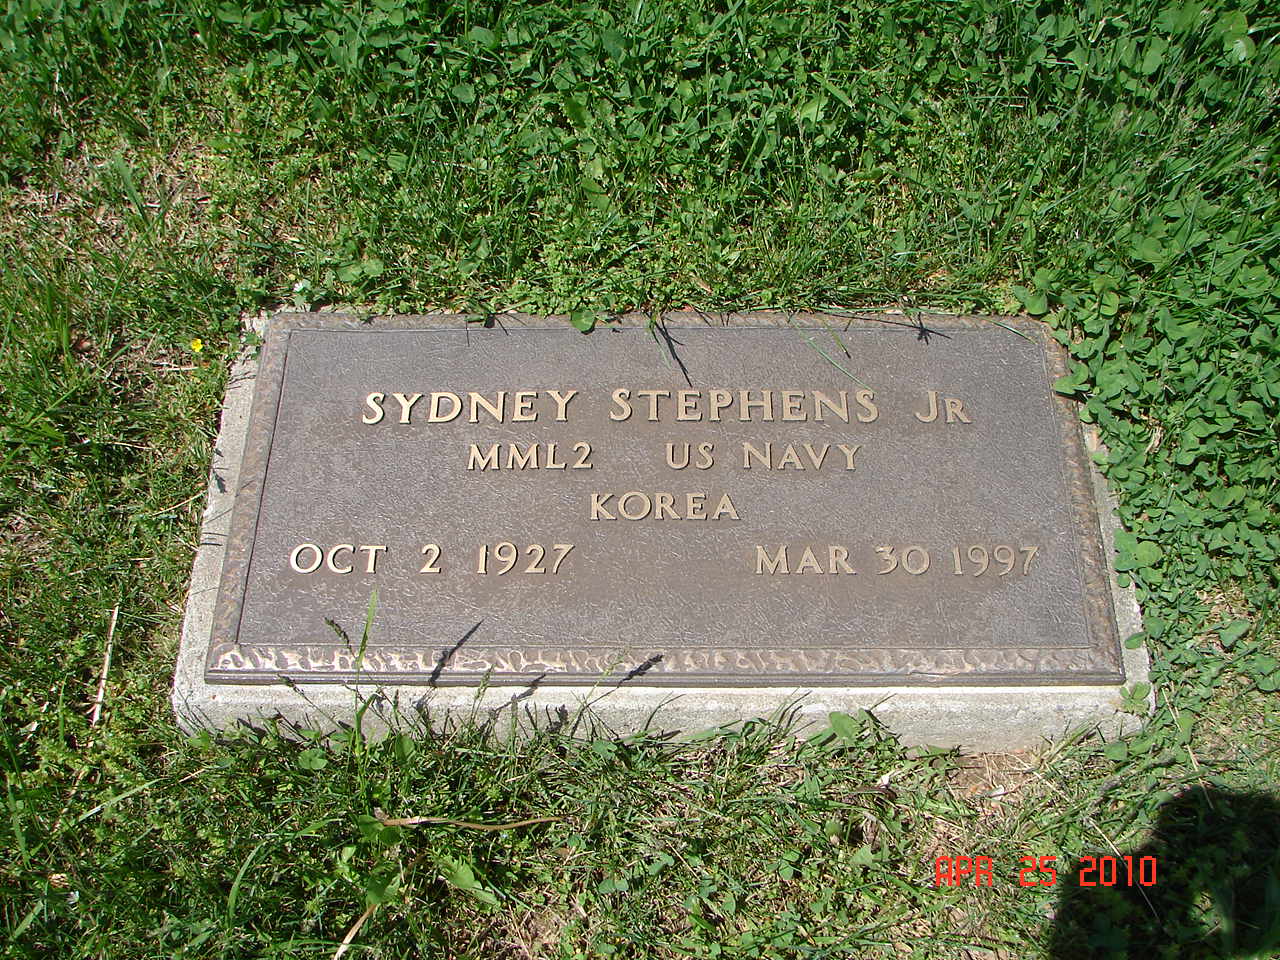 SYDNEY STEPHENS JR
MML2 US NAVY
KOREA
OCT 2 1927 MAR 30 1997
APR 25 2010